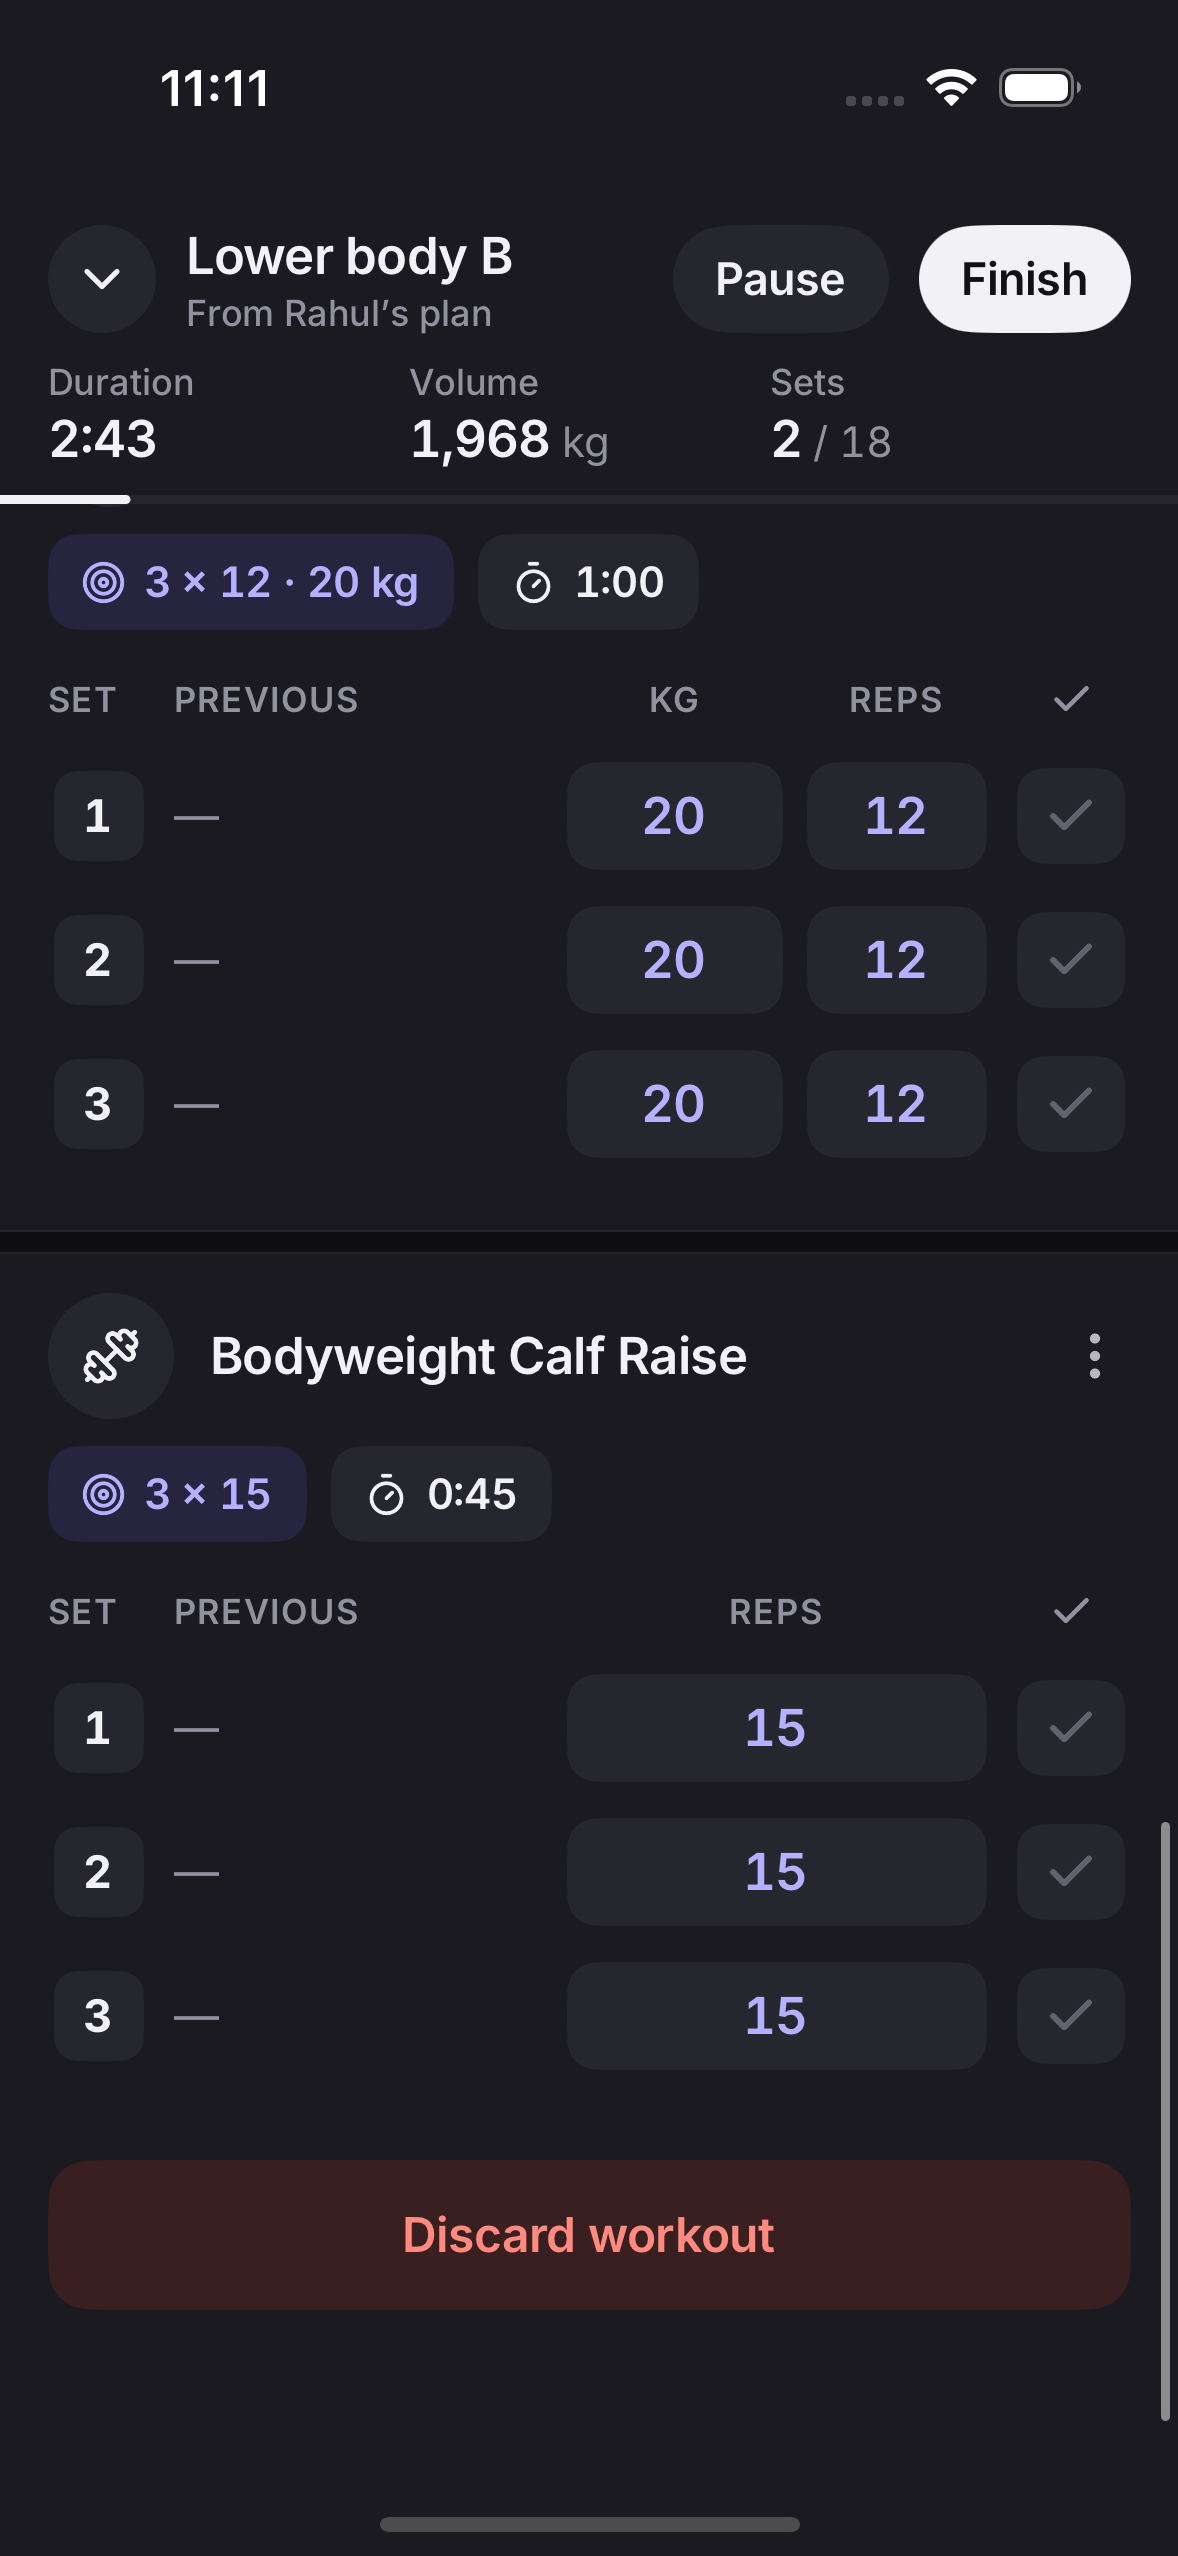 11:11
Lower body B
From Rahul’s plan
Pause
Finish
Duration
Volume
Sets
2:43
1,968 kg
2 / 18
3 × 12 · 20 kg
1:00
SET PREVIOUS KG REPS
1 — 20 12
2 — 20 12
3 — 20 12
Bodyweight Calf Raise
3 × 15
0:45
SET PREVIOUS REPS
1 — 15
2 — 15
3 — 15
Discard workout